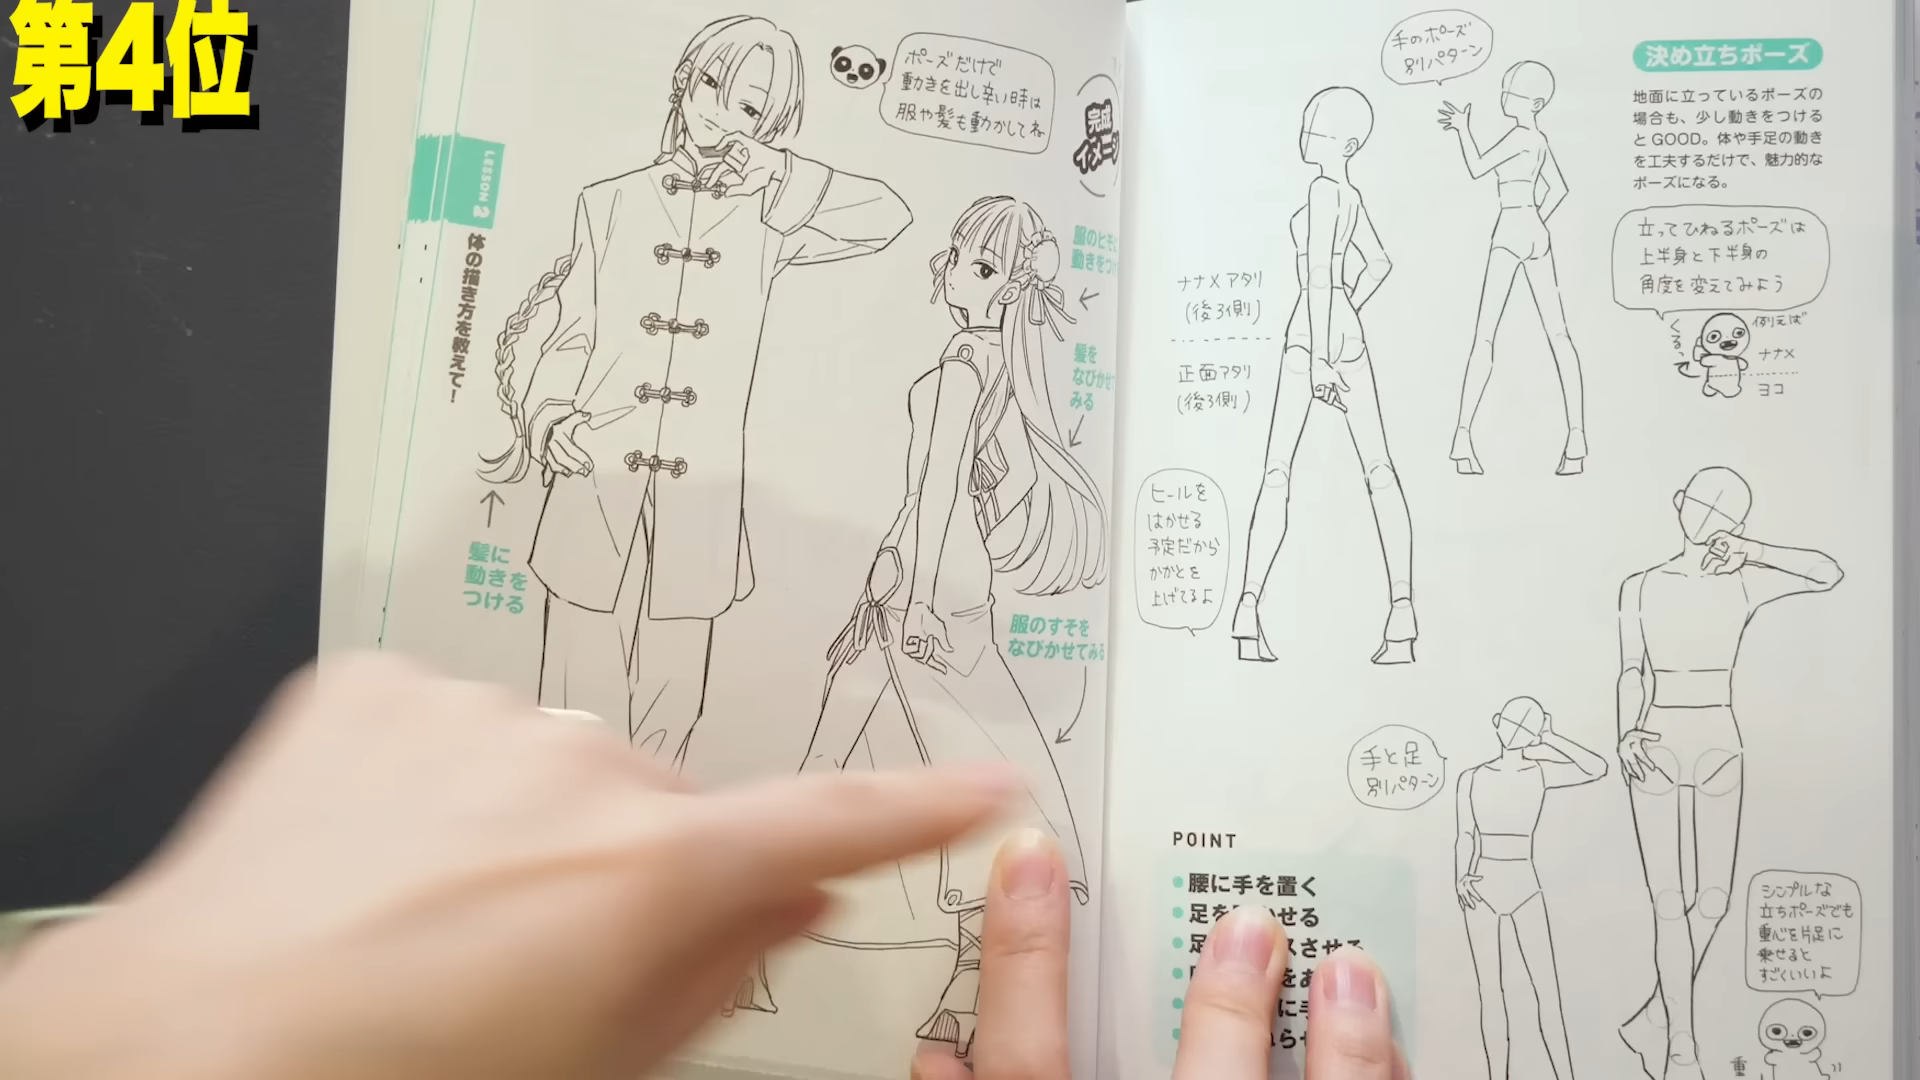 第4位
LESSON 2
体の描き方を教えて!
ポーズだけで
動きを出し辛い時は
服や髪も動かしてね
完成
イメージ
髪を
なびかせて
みる
髪に
動きを
つける
服のすそを
なびかせてみる
手のポーズ
別パターン
決め立ちポーズ
地面に立っているポーズの
場合も、少し動きをつける
とGOOD。体や手足の動き
を工夫するだけで、魅力的な
ポーズになる。
立ってひねるポーズは
上半身と下半身の
角度を変えてみよう
くるっ
例えば
ナナメ
ヨコ
ナナメアタリ
(後ろ側)
正面アタリ
(後ろ側)
ヒールを
はかせる
予定だから
かかとを
上げてるよ
手と足
別パターン
POINT
腰に手を置く
シンプルな
立ちポーズでも
重心を片足に
乗せると
すごくいいよ
重